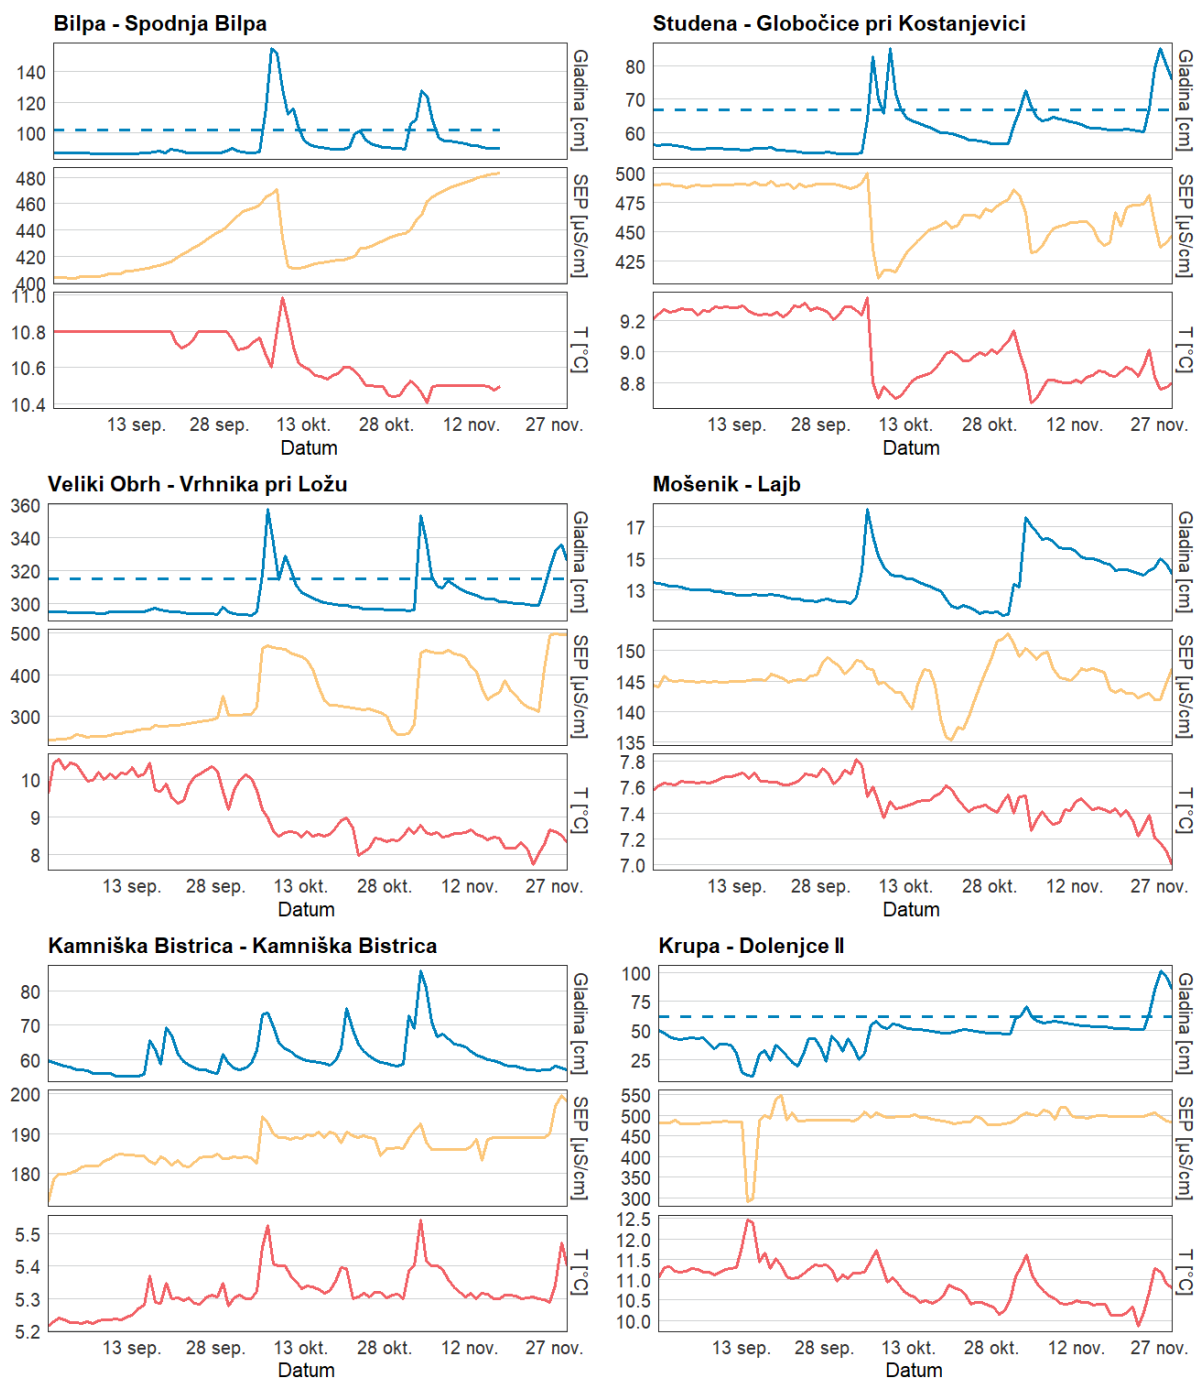 Bilpa - Spodnja Bilpa
140
120
100
Gladina [cm]
480
460
440
420
400
SEP [µS/cm]
11.0
10.8
10.6
10.4
T [°C]
13 sep.
28 sep.
13 okt.
28 okt.
12 nov.
27 nov.
Datum
Studena - Globočice pri Kostanjevici
80
70
60
Gladina [cm]
500
475
450
425
SEP [µS/cm]
9.2
9.0
8.8
T [°C]
13 sep.
28 sep.
13 okt.
28 okt.
12 nov.
27 nov.
Datum
Veliki Obrh - Vrhnika pri Ložu
360
340
320
300
Gladina [cm]
500
400
300
SEP [µS/cm]
10
9
8
T [°C]
13 sep.
28 sep.
13 okt.
28 okt.
12 nov.
27 nov.
Datum
Mošenik - Lajb
17
15
13
Gladina [cm]
150
145
140
135
SEP [µS/cm]
7.8
7.6
7.4
7.2
7.0
T [°C]
13 sep.
28 sep.
13 okt.
28 okt.
12 nov.
27 nov.
Datum
Kamniška Bistrica - Kamniška Bistrica
80
70
60
Gladina [cm]
200
190
180
SEP [µS/cm]
5.5
5.4
5.3
5.2
T [°C]
13 sep.
28 sep.
13 okt.
28 okt.
12 nov.
27 nov.
Datum
Krupa - Dolenjce II
100
75
50
25
Gladina [cm]
550
500
450
400
350
300
SEP [µS/cm]
12.5
12.0
11.5
11.0
10.5
10.0
T [°C]
13 sep.
28 sep.
13 okt.
28 okt.
12 nov.
27 nov.
Datum